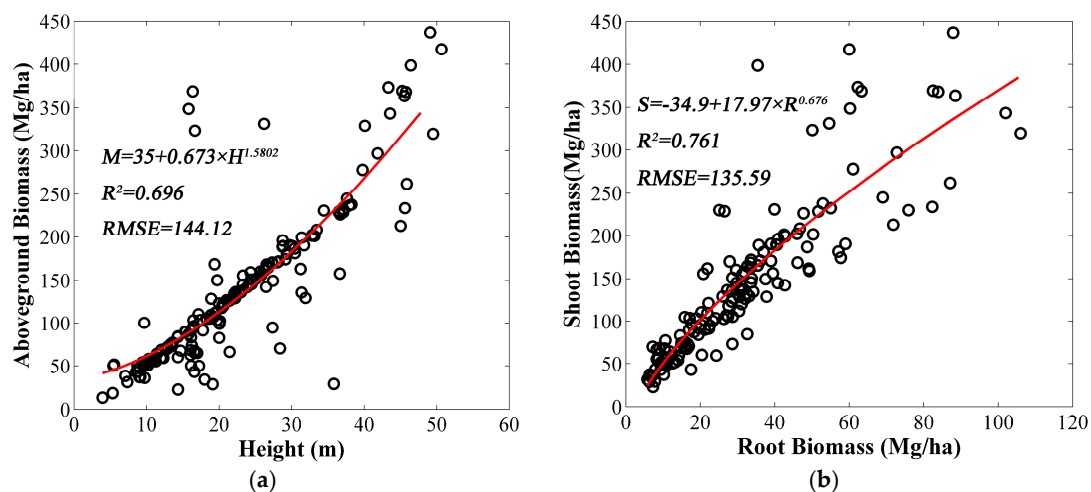 450
400
350
300
250
200
150
100
50
0
Aboveground Biomass (Mg/ha)
M=35+0.673×H^1.5802
R²=0.696
RMSE=144.12
0 10 20 30 40 50 60
Height (m)
(a)
450
400
350
300
250
200
150
100
50
0
Shoot Biomass(Mg/ha)
S=-34.9+17.97×R^0.676
R²=0.761
RMSE=135.59
0 20 40 60 80 100 120
Root Biomass (Mg/ha)
(b)